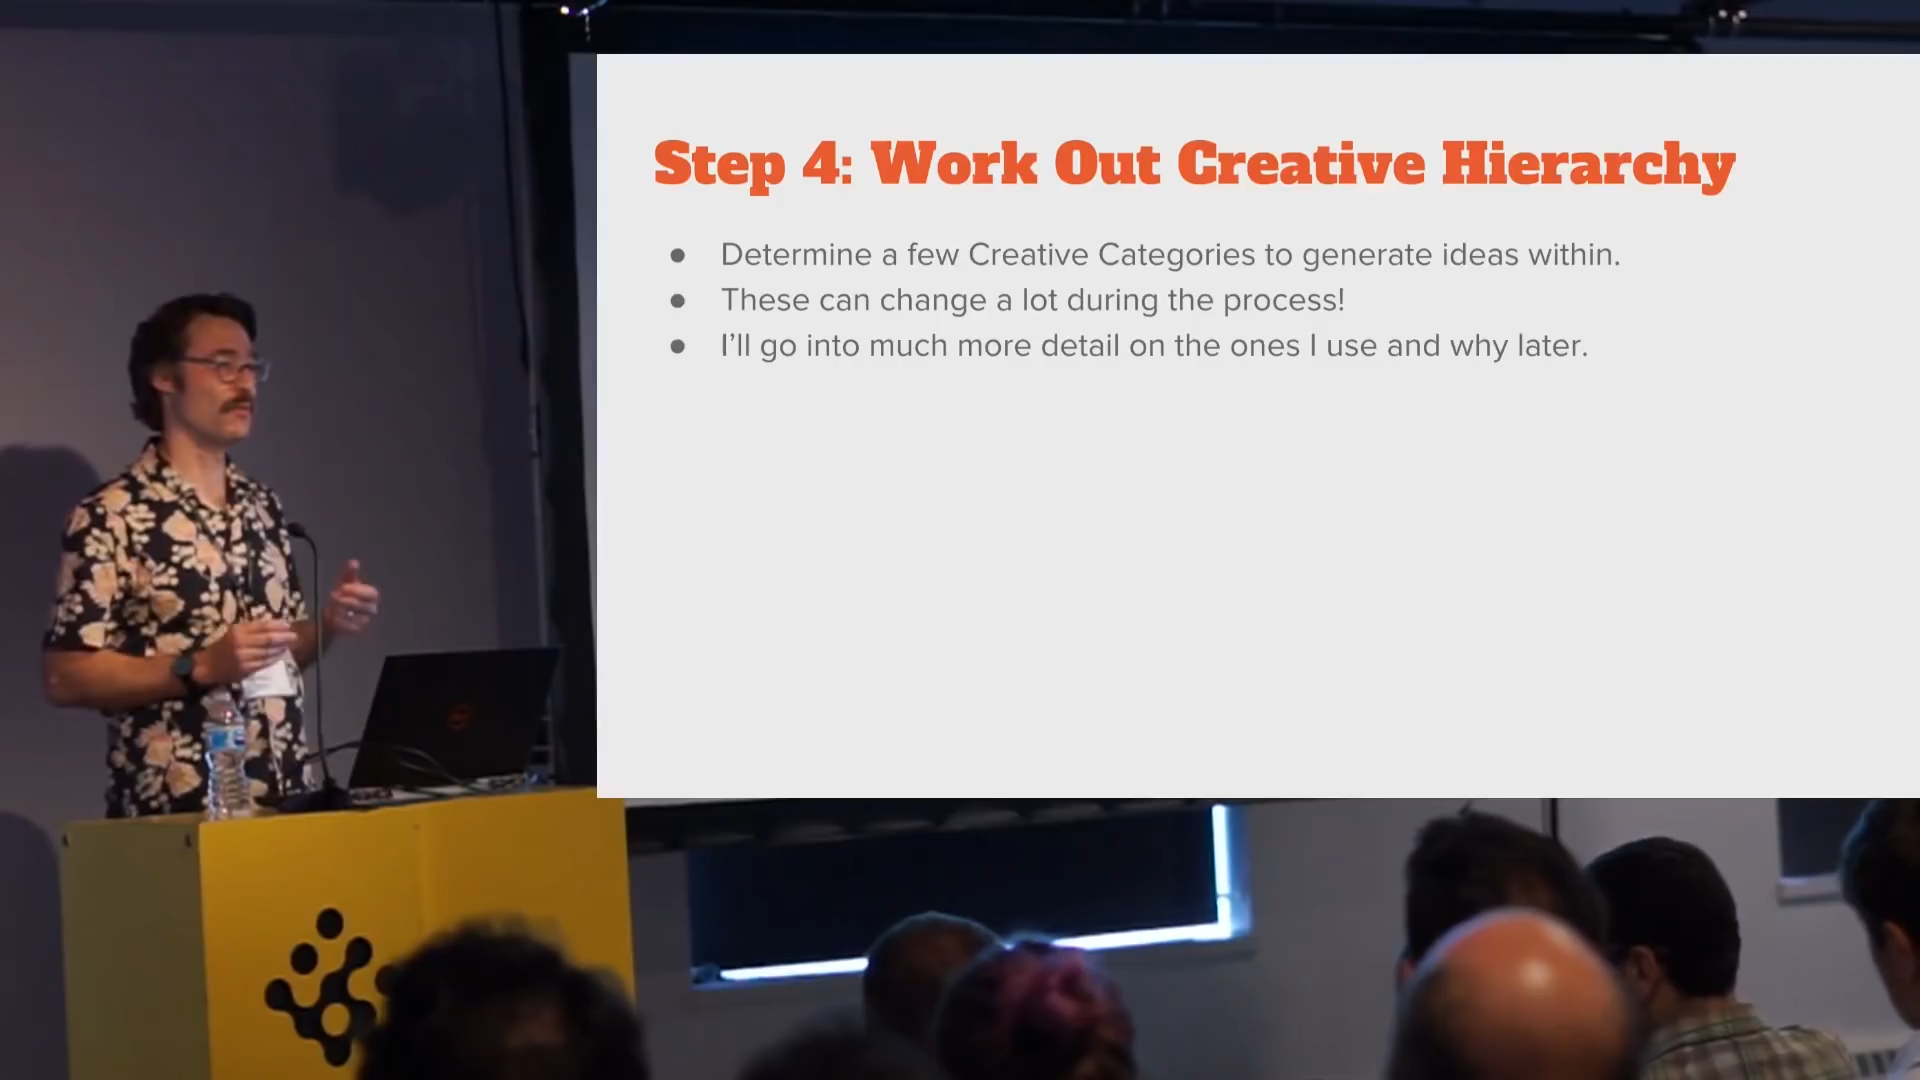 Step 4: Work Out Creative Hierarchy
● Determine a few Creative Categories to generate ideas within.
● These can change a lot during the process!
● I’ll go into much more detail on the ones I use and why later.